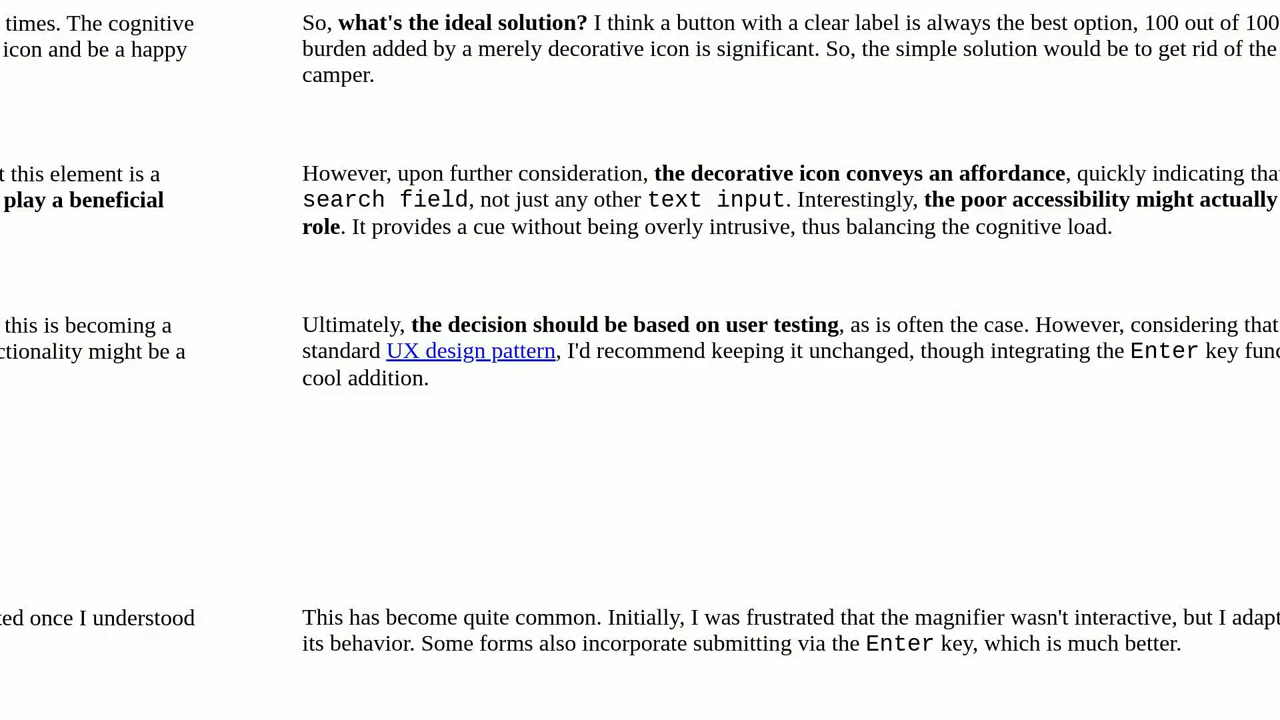 times. The cognitive
icon and be a happy
t this element is a
play a beneficial
this is becoming a
ctionality might be a
ted once I understood
So, what's the ideal solution? I think a button with a clear label is always the best option, 100 out of 100
burden added by a merely decorative icon is significant. So, the simple solution would be to get rid of the
camper.
However, upon further consideration, the decorative icon conveys an affordance, quickly indicating tha
search field, not just any other text input. Interestingly, the poor accessibility might actually
role. It provides a cue without being overly intrusive, thus balancing the cognitive load.
Ultimately, the decision should be based on user testing, as is often the case. However, considering that
standard UX design pattern, I'd recommend keeping it unchanged, though integrating the Enter key func
cool addition.
This has become quite common. Initially, I was frustrated that the magnifier wasn't interactive, but I adapt
its behavior. Some forms also incorporate submitting via the Enter key, which is much better.